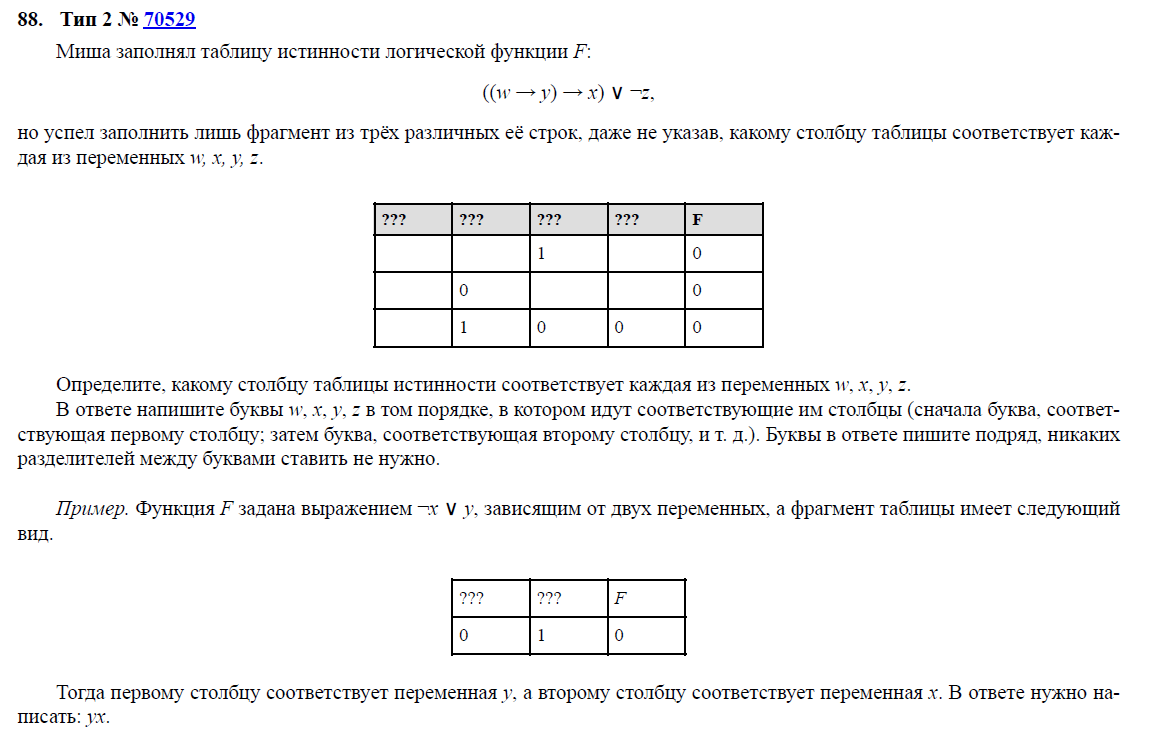 88. Тип 2 № 70529
Миша заполнял таблицу истинности логической функции F:
((w → y) → x) ∨ ¬z,
но успел заполнить лишь фрагмент из трёх различных её строк, даже не указав, какому столбцу таблицы соответствует каж-
дая из переменных w, x, y, z.
??? ??? ??? ??? F
1 0
0 0
1 0 0 0
Определите, какому столбцу таблицы истинности соответствует каждая из переменных w, x, y, z.
В ответе напишите буквы w, x, y, z в том порядке, в котором идут соответствующие им столбцы (сначала буква, соответ-
ствующая первому столбцу; затем буква, соответствующая второму столбцу, и т. д.). Буквы в ответе пишите подряд, никаких
разделителей между буквами ставить не нужно.
Пример. Функция F задана выражением ¬x ∨ y, зависящим от двух переменных, а фрагмент таблицы имеет следующий
вид.
??? ??? F
0 1 0
Тогда первому столбцу соответствует переменная y, а второму столбцу соответствует переменная x. В ответе нужно на-
писать: yx.